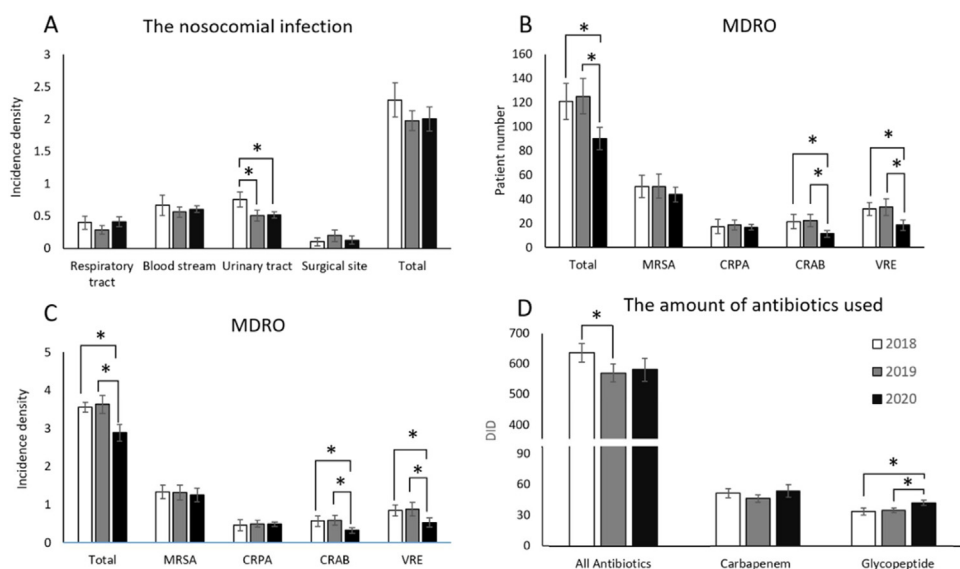 A
The nosocomial infection
3
2.5
2
1.5
1
0.5
0
Incidence density
* *
Respiratory
tract
Blood stream
Urinary tract
Surgical site
Total
B
MDRO
160
140
120
100
80
60
40
20
0
Patient number
* * * * * *
Total
MRSA
CRPA
CRAB
VRE
C
MDRO
5
4
3
2
1
0
Incidence density
* * * * * *
Total
MRSA
CRPA
CRAB
VRE
D
The amount of antibiotics used
700
600
500
400
90
60
30
0
DID
* * *
2018
2019
2020
All Antibiotics
Carbapenem
Glycopeptide